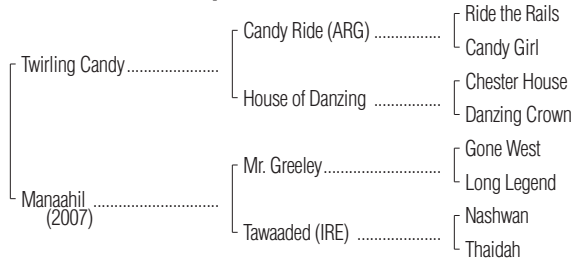 Ride the Rails
Candy Ride (ARG) ................
Candy Girl
Twirling Candy ......................
Chester House
House of Danzing ................
Danzing Crown
Gone West
Mr. Greeley............................
Long Legend
Manaahil ..............................
(2007)
Nashwan
Tawaaded (IRE) ...................
Thaidah